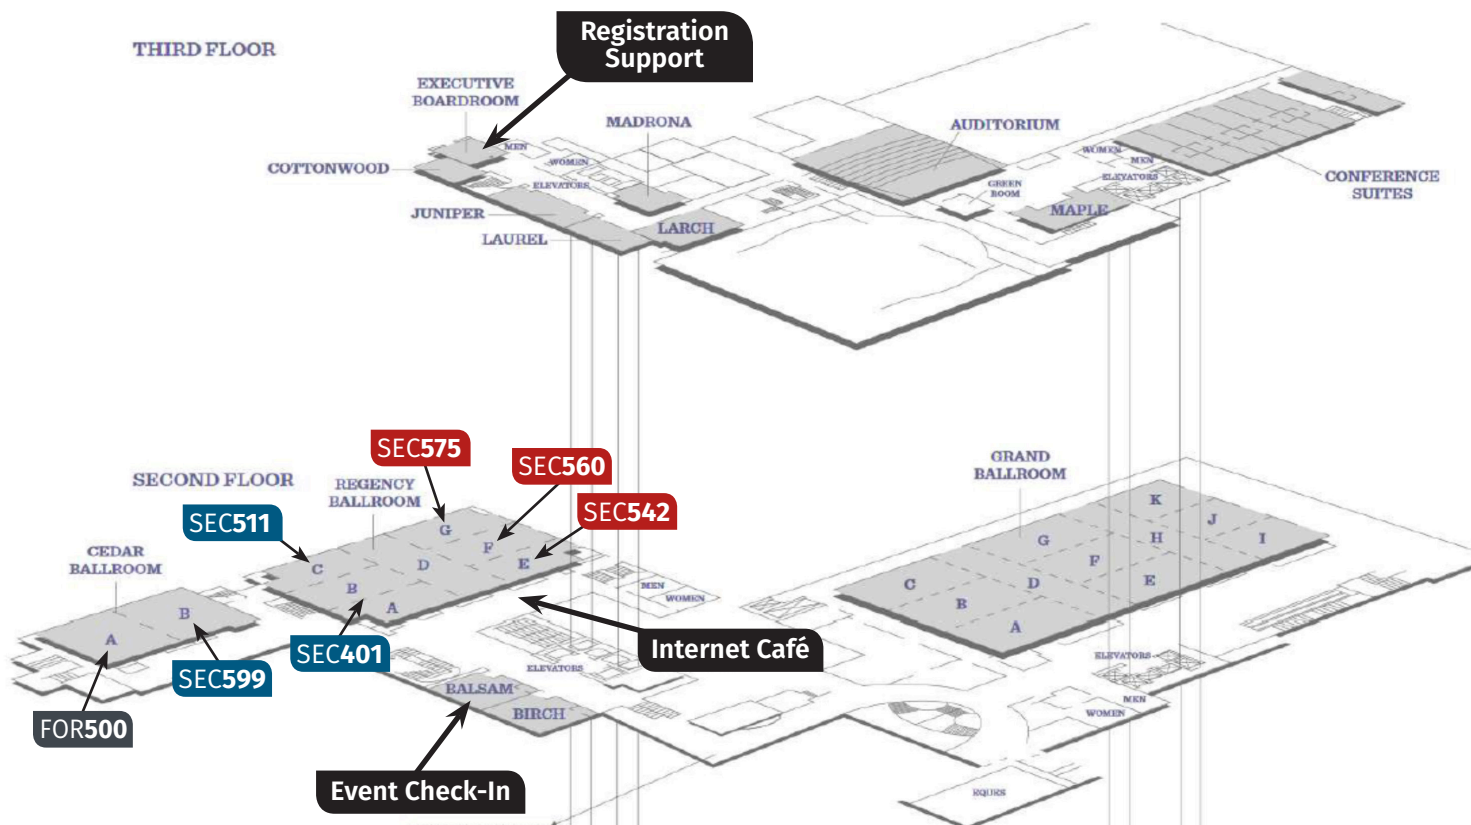 THIRD FLOOR
Registration
Support
EXECUTIVE
BOARDROOM
MEN
WOMEN
ELEVATORS
MADRONA
COTTONWOOD
JUNIPER
LAUREL
LARCH
AUDITORIUM
GREEN
ROOM
MAPLE
WOMEN
MEN
ELEVATORS
CONFERENCE
SUITES
SECOND FLOOR
SEC575
SEC560
SEC542
SEC511
REGENCY
BALLROOM
G
F
E
D
C
B
A
CEDAR
BALLROOM
A
B
SEC401
SEC599
FOR500
Internet Café
MEN
WOMEN
ELEVATORS
BALSAM
BIRCH
Event Check-In
GRAND
BALLROOM
K
J
I
H
G
F
E
D
C
B
A
ELEVATORS
MEN
WOMEN
EQUES